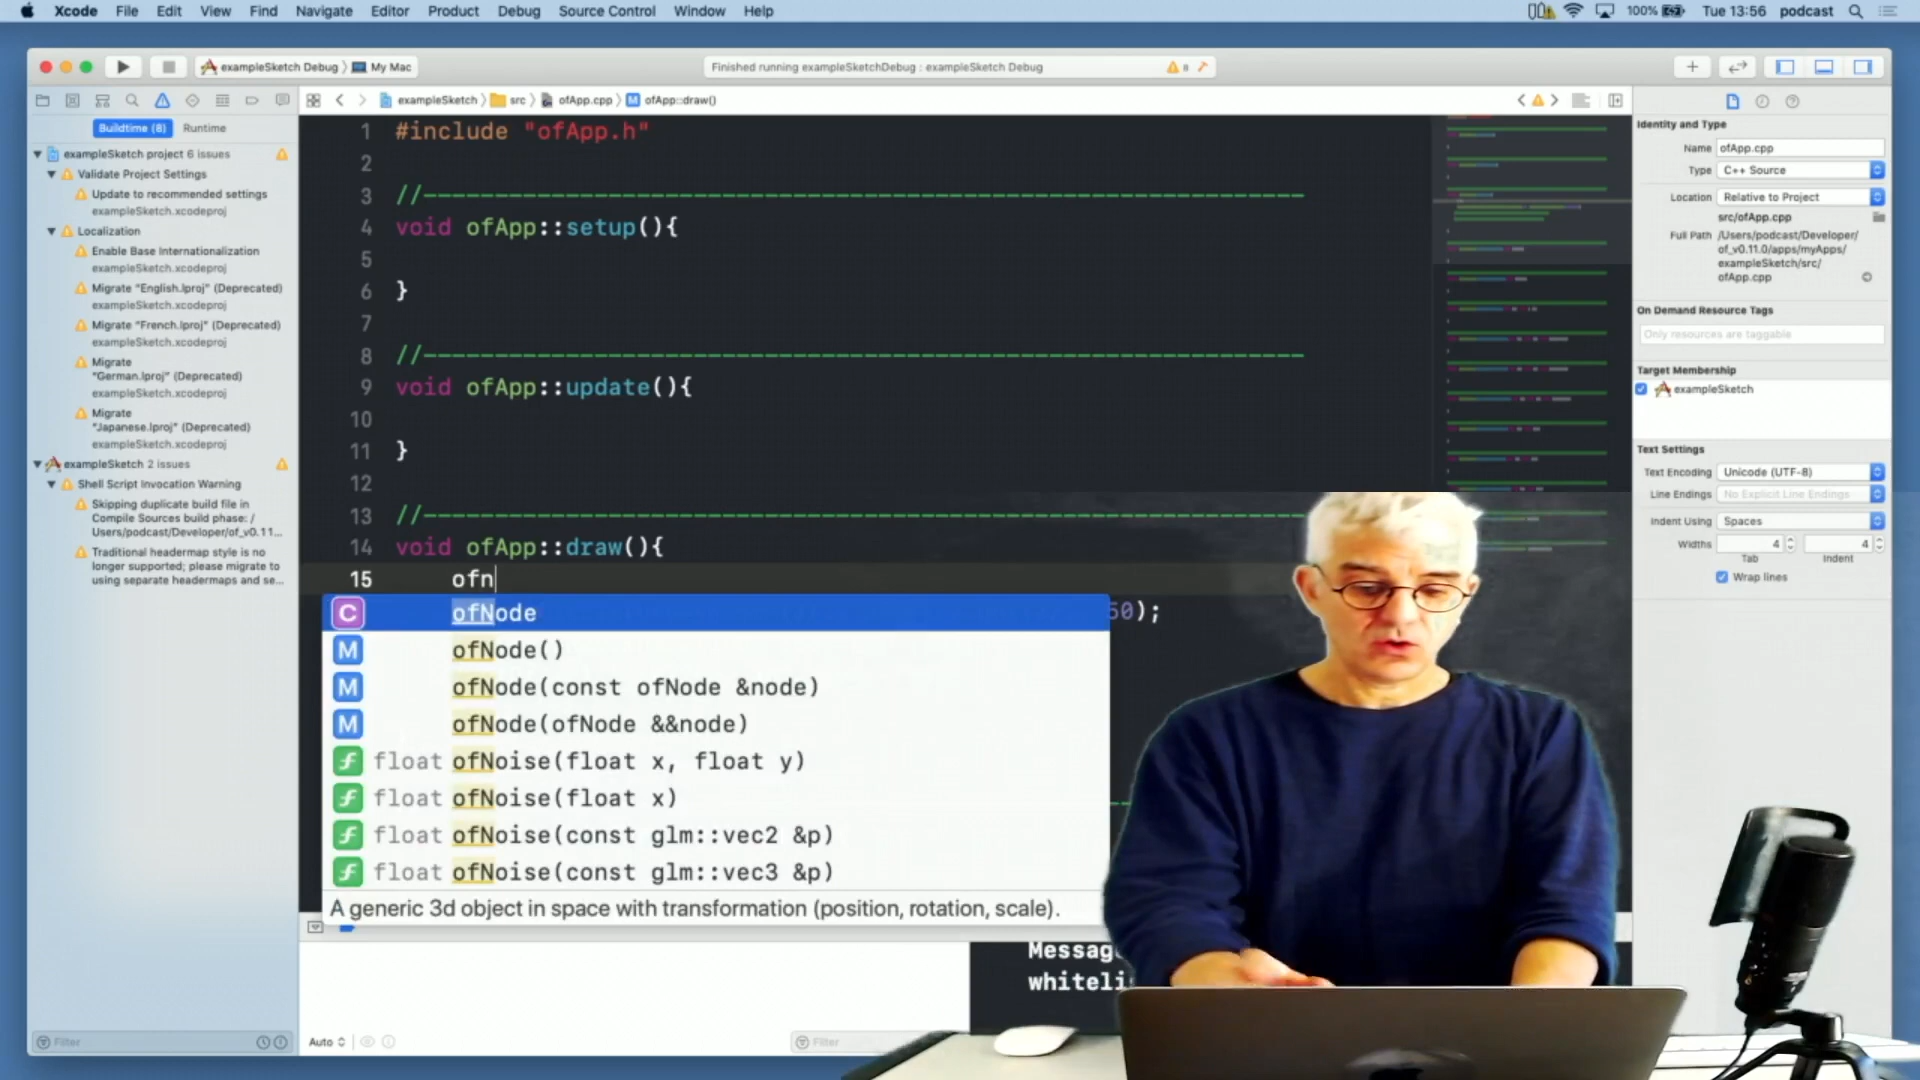 Xcode File Edit View Find Navigate Editor Product Debug Source Control Window Help
100% Tue 13:56 podcast
exampleSketch Debug My Mac
Finished running exampleSketchDebug : exampleSketch Debug
8
exampleSketch src ofApp.cpp M ofApp::draw()
Buildtime (8) Runtime
exampleSketch project 6 issues
Validate Project Settings
Update to recommended settings
exampleSketch.xcodeproj
Localization
Enable Base Internationalization
exampleSketch.xcodeproj
Migrate "English.lproj" (Deprecated)
exampleSketch.xcodeproj
Migrate "French.lproj" (Deprecated)
exampleSketch.xcodeproj
Migrate
"German.lproj" (Deprecated)
exampleSketch.xcodeproj
Migrate
"Japanese.lproj" (Deprecated)
exampleSketch.xcodeproj
exampleSketch 2 issues
Shell Script Invocation Warning
Skipping duplicate build file in
Compile Sources build phase: /
Users/podcast/Developer/of_v0.11...
Traditional headermap style is no
longer supported; please migrate to
using separate headermaps and se...
Filter
1 #include "ofApp.h"
2
3 //--------------------------------------------------------------
4 void ofApp::setup(){
5
6 }
7
8 //--------------------------------------------------------------
9 void ofApp::update(){
10
11 }
12
13 //--------------------------------------------------------------
14 void ofApp::draw(){
15 ofn
50);
C ofNode
M ofNode()
M ofNode(const ofNode &node)
M ofNode(ofNode &&node)
f float ofNoise(float x, float y)
f float ofNoise(float x)
f float ofNoise(const glm::vec2 &p)
f float ofNoise(const glm::vec3 &p)
A generic 3d object in space with transformation (position, rotation, scale).
Messag
whiteli
Auto
Filter
Identity and Type
Name ofApp.cpp
Type C++ Source
Location Relative to Project
src/ofApp.cpp
Full Path /Users/podcast/Developer/
of_v0.11.0/apps/myApps/
exampleSketch/src/
ofApp.cpp
On Demand Resource Tags
Only resources are taggable
Target Membership
exampleSketch
Text Settings
Text Encoding Unicode (UTF-8)
Line Endings No Explicit Line Endings
Indent Using Spaces
Widths 4 4
Tab Indent
Wrap lines